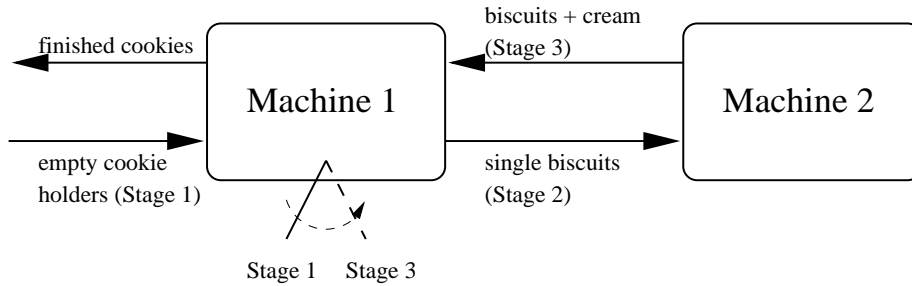 finished cookies
biscuits + cream
(Stage 3)
Machine 1
Machine 2
empty cookie
holders (Stage 1)
single biscuits
(Stage 2)
Stage 1
Stage 3